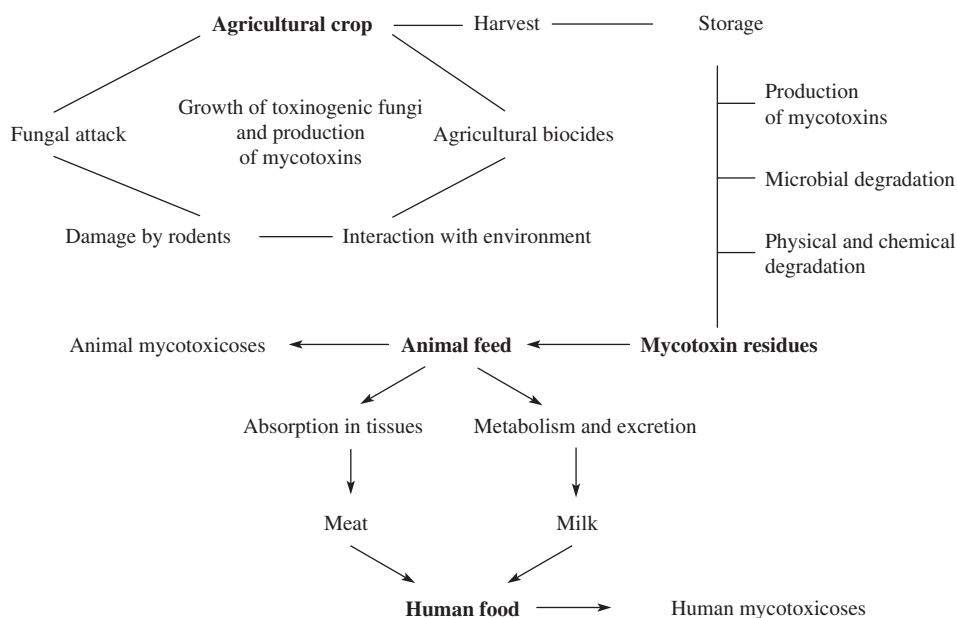 Agricultural crop
Harvest
Storage
Growth of toxinogenic fungi
and production
of mycotoxins
Fungal attack
Agricultural biocides
Production
of mycotoxins
Microbial degradation
Damage by rodents
Interaction with environment
Physical and chemical
degradation
Animal mycotoxicoses
Animal feed
Mycotoxin residues
Absorption in tissues
Metabolism and excretion
Meat
Milk
Human food
Human mycotoxicoses